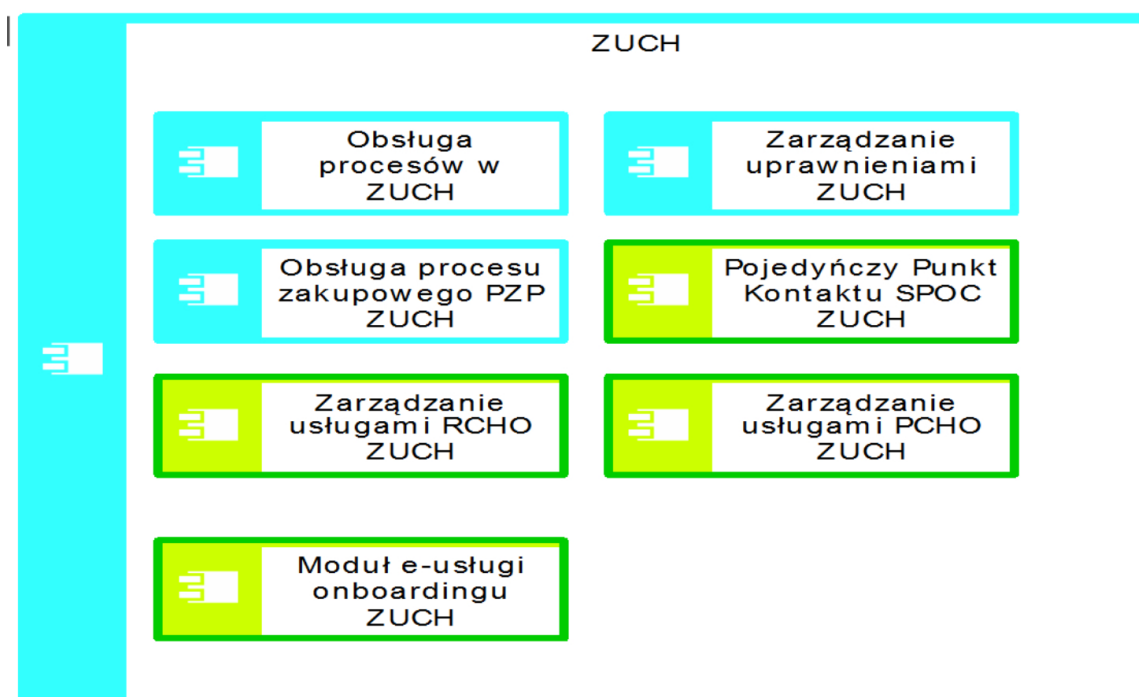 ZUCH
Obsługa
procesów w
ZUCH
Zarządzanie
uprawnieniami
ZUCH
Obsługa procesu
zakupowego PZP
ZUCH
Pojedyńczy Punkt
Kontaktu SPOC
ZUCH
Zarządzanie
usługami RCHO
ZUCH
Zarządzanie
usługami PCHO
ZUCH
Moduł e-usługi
onboardingu
ZUCH